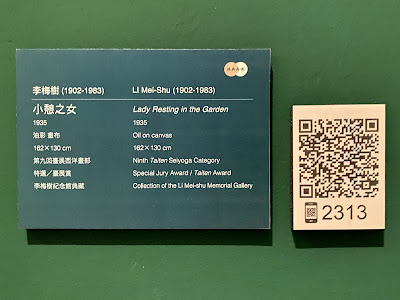 李梅樹 (1902-1983)
小憩之女
1935
油彩 畫布
162×130 cm
第九回臺展西洋畫部
特選／臺展賞
李梅樹紀念館典藏
LI Mei-Shu (1902-1983)
Lady Resting in the Garden
1935
Oil on canvas
162×130 cm
Ninth Taiten Seiyoga Category
Special Jury Award / Taiten Award
Collection of the Li Mei-shu Memorial Gallery
2313